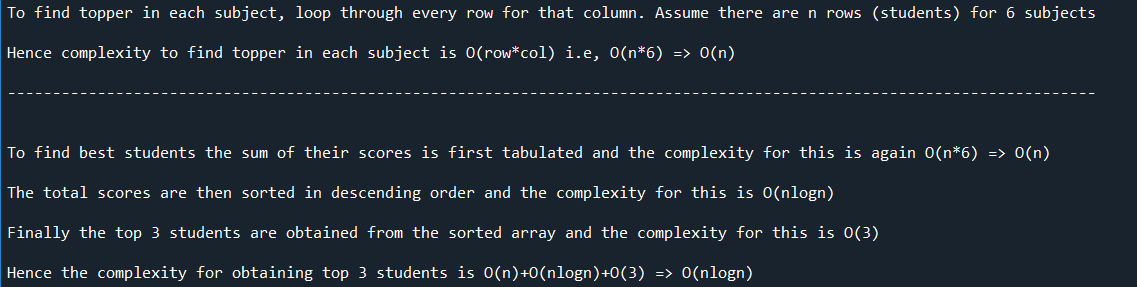 To find topper in each subject, loop through every row for that column. Assume there are n rows (students) for 6 subjects
Hence complexity to find topper in each subject is O(row*col) i.e, O(n*6) => O(n)
-------------------------------------------------------------------------------------------------------------------------
To find best students the sum of their scores is first tabulated and the complexity for this is again O(n*6) => O(n)
The total scores are then sorted in descending order and the complexity for this is O(nlogn)
Finally the top 3 students are obtained from the sorted array and the complexity for this is O(3)
Hence the complexity for obtaining top 3 students is O(n)+O(nlogn)+O(3) => O(nlogn)